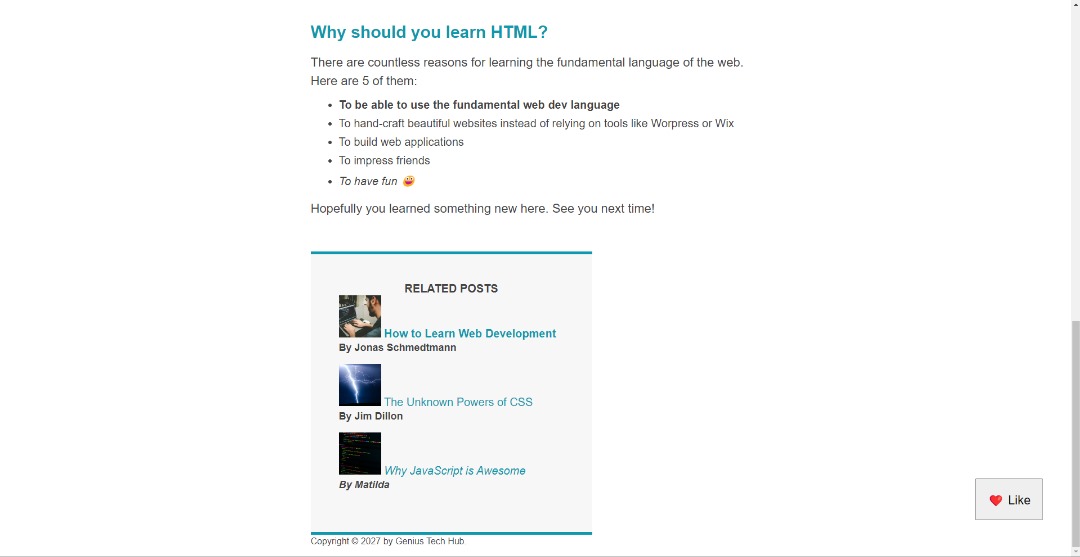 Why should you learn HTML?
There are countless reasons for learning the fundamental language of the web.
Here are 5 of them:
• To be able to use the fundamental web dev language
• To hand-craft beautiful websites instead of relying on tools like Worpress or Wix
• To build web applications
• To impress friends
• To have fun 😀
Hopefully you learned something new here. See you next time!
RELATED POSTS
How to Learn Web Development
By Jonas Schmedtmann
The Unknown Powers of CSS
By Jim Dillon
Why JavaScript is Awesome
By Matilda
❤️ Like
Copyright © 2027 by Genius Tech Hub.